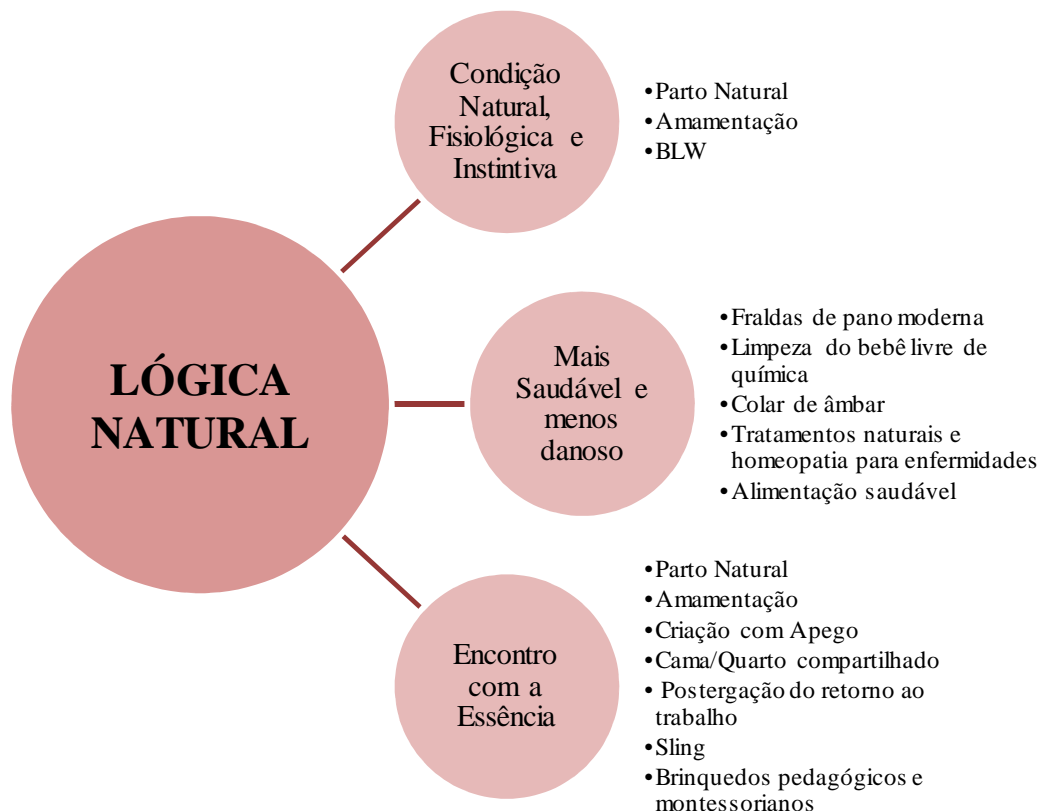 LÓGICA
NATURAL
Condição
Natural,
Fisiológica e
Instintiva
•Parto Natural
•Amamentação
•BLW
Mais
Saudável e
menos
danoso
•Fraldas de pano moderna
•Limpeza do bebê livre de
química
•Colar de âmbar
•Tratamentos naturais e
homeopatia para enfermidades
•Alimentação saudável
Encontro
com a
Essência
•Parto Natural
•Amamentação
•Criação com Apego
•Cama/Quarto compartilhado
• Postergação do retorno ao
trabalho
•Sling
•Brinquedos pedagógicos e
montessorianos